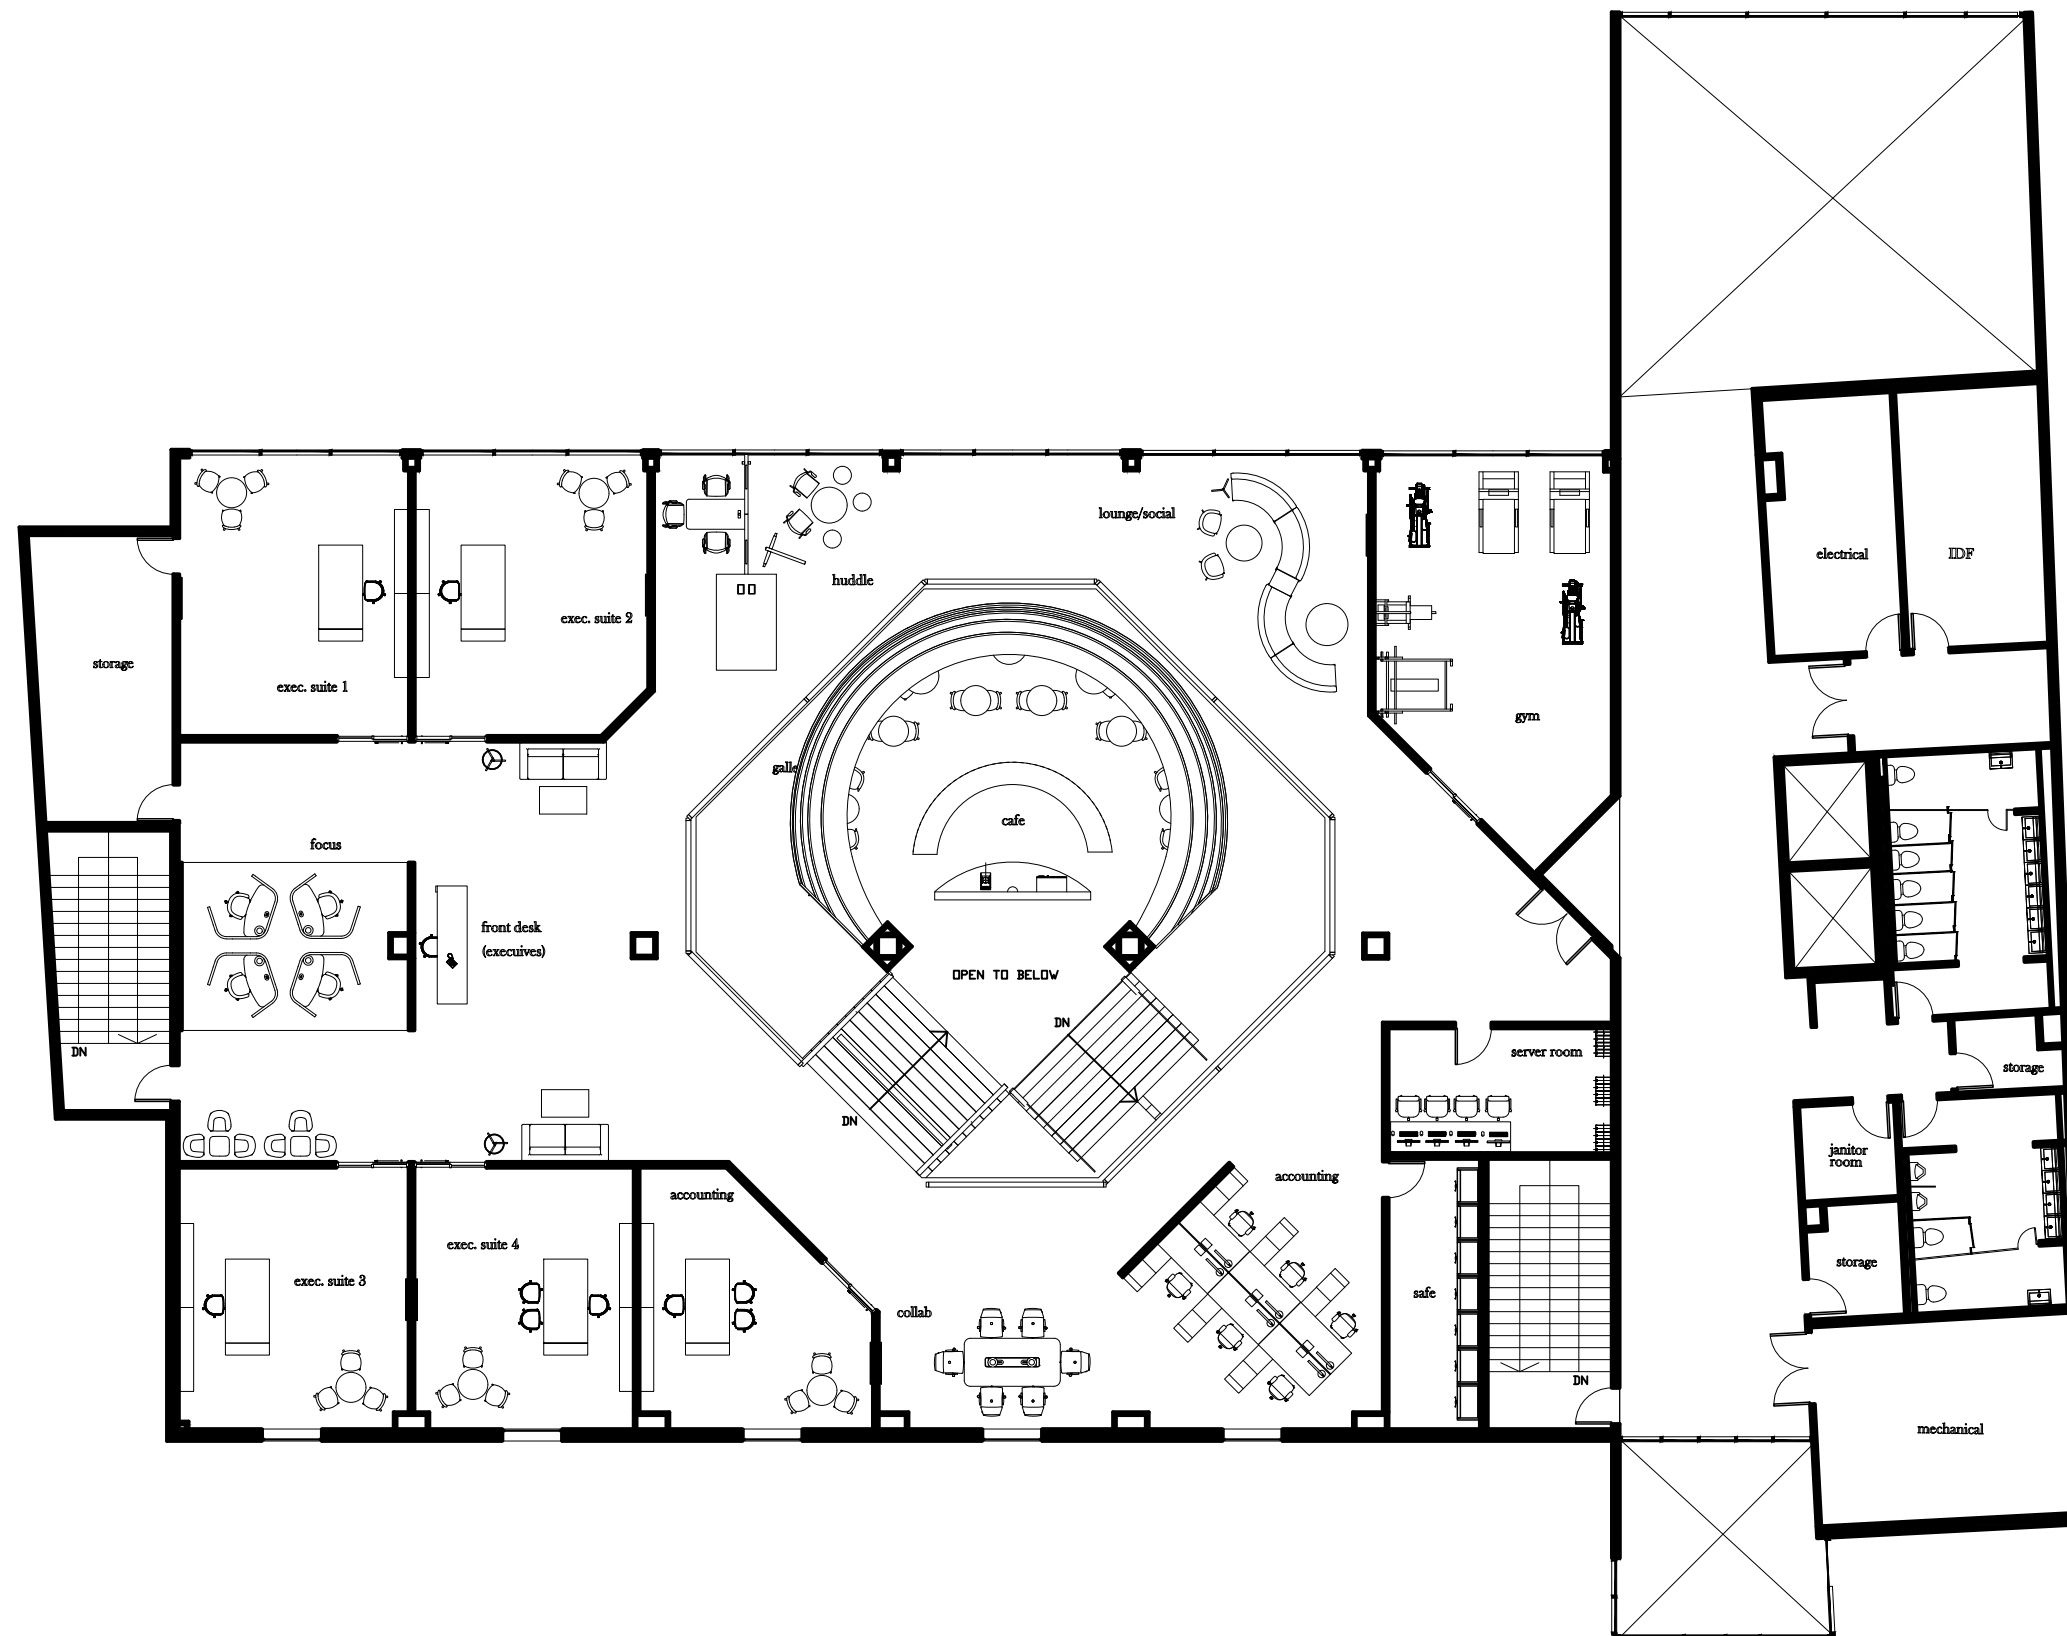 lounge/social
electrical
IDF
huddle
exec. suite 2
storage
exec. suite 1
gym
galle
cafe
focus
front desk
(execuives)
OPEN TO BELOW
DN
DN
server room
storage
DN
janitor
room
accounting
accounting
exec. suite 4
storage
exec. suite 3
safe
collab
DN
mechanical